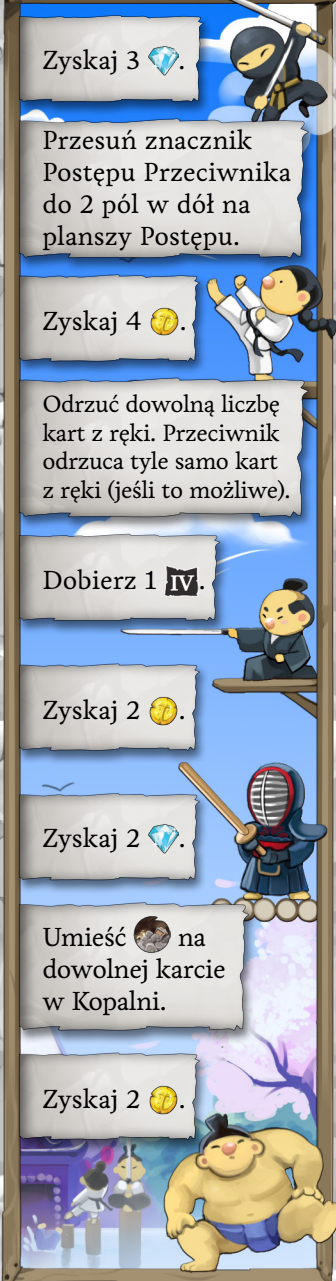 Zyskaj 3 .
Przesuń znacznik
Postępu Przeciwnika
do 2 pól w dół na
planszy Postępu.
Zyskaj 4 .
Odrzuć dowolną liczbę
kart z ręki. Przeciwnik
odrzuca tyle samo kart
z ręki (jeśli to możliwe).
Dobierz 1 IV.
Zyskaj 2 .
Zyskaj 2 .
Umieść na
dowolnej karcie
w Kopalni.
Zyskaj 2 .